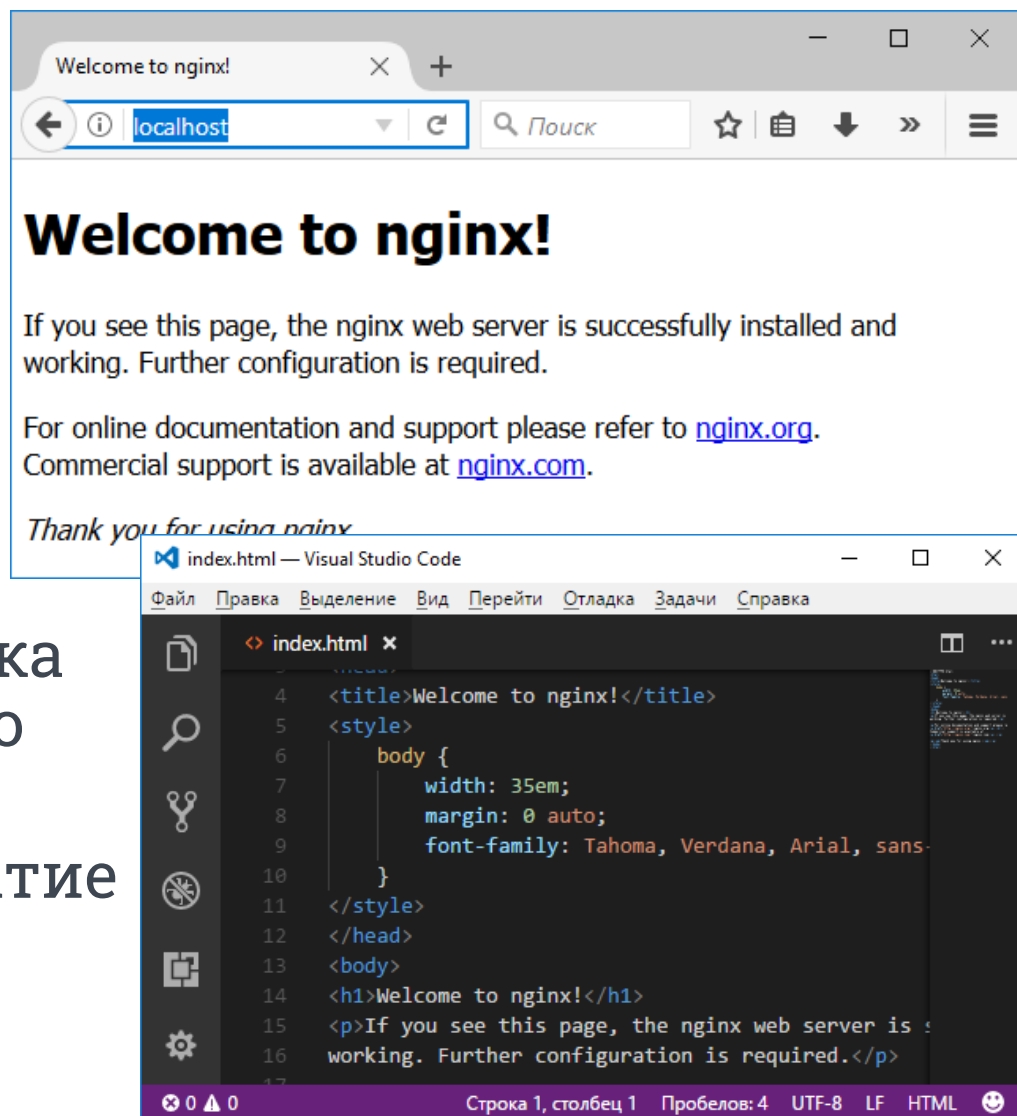 Welcome to nginx!
localhost
Поиск
Welcome to nginx!
If you see this page, the nginx web server is successfully installed and
working. Further configuration is required.
For online documentation and support please refer to nginx.org.
Commercial support is available at nginx.com.
Thank you for using nginx
ка
о
тие
index.html — Visual Studio Code
Файл Правка Выделение Вид Перейти Отладка Задачи Справка
index.html
4 <title>Welcome to nginx!</title>
5 <style>
6 body {
7 width: 35em;
8 margin: 0 auto;
9 font-family: Tahoma, Verdana, Arial, sans-
10 }
11 </style>
12 </head>
13 <body>
14 <h1>Welcome to nginx!</h1>
15 <p>If you see this page, the nginx web server is
16 working. Further configuration is required.</p>
17
0 0 Строка 1, столбец 1 Пробелов: 4 UTF-8 LF HTML